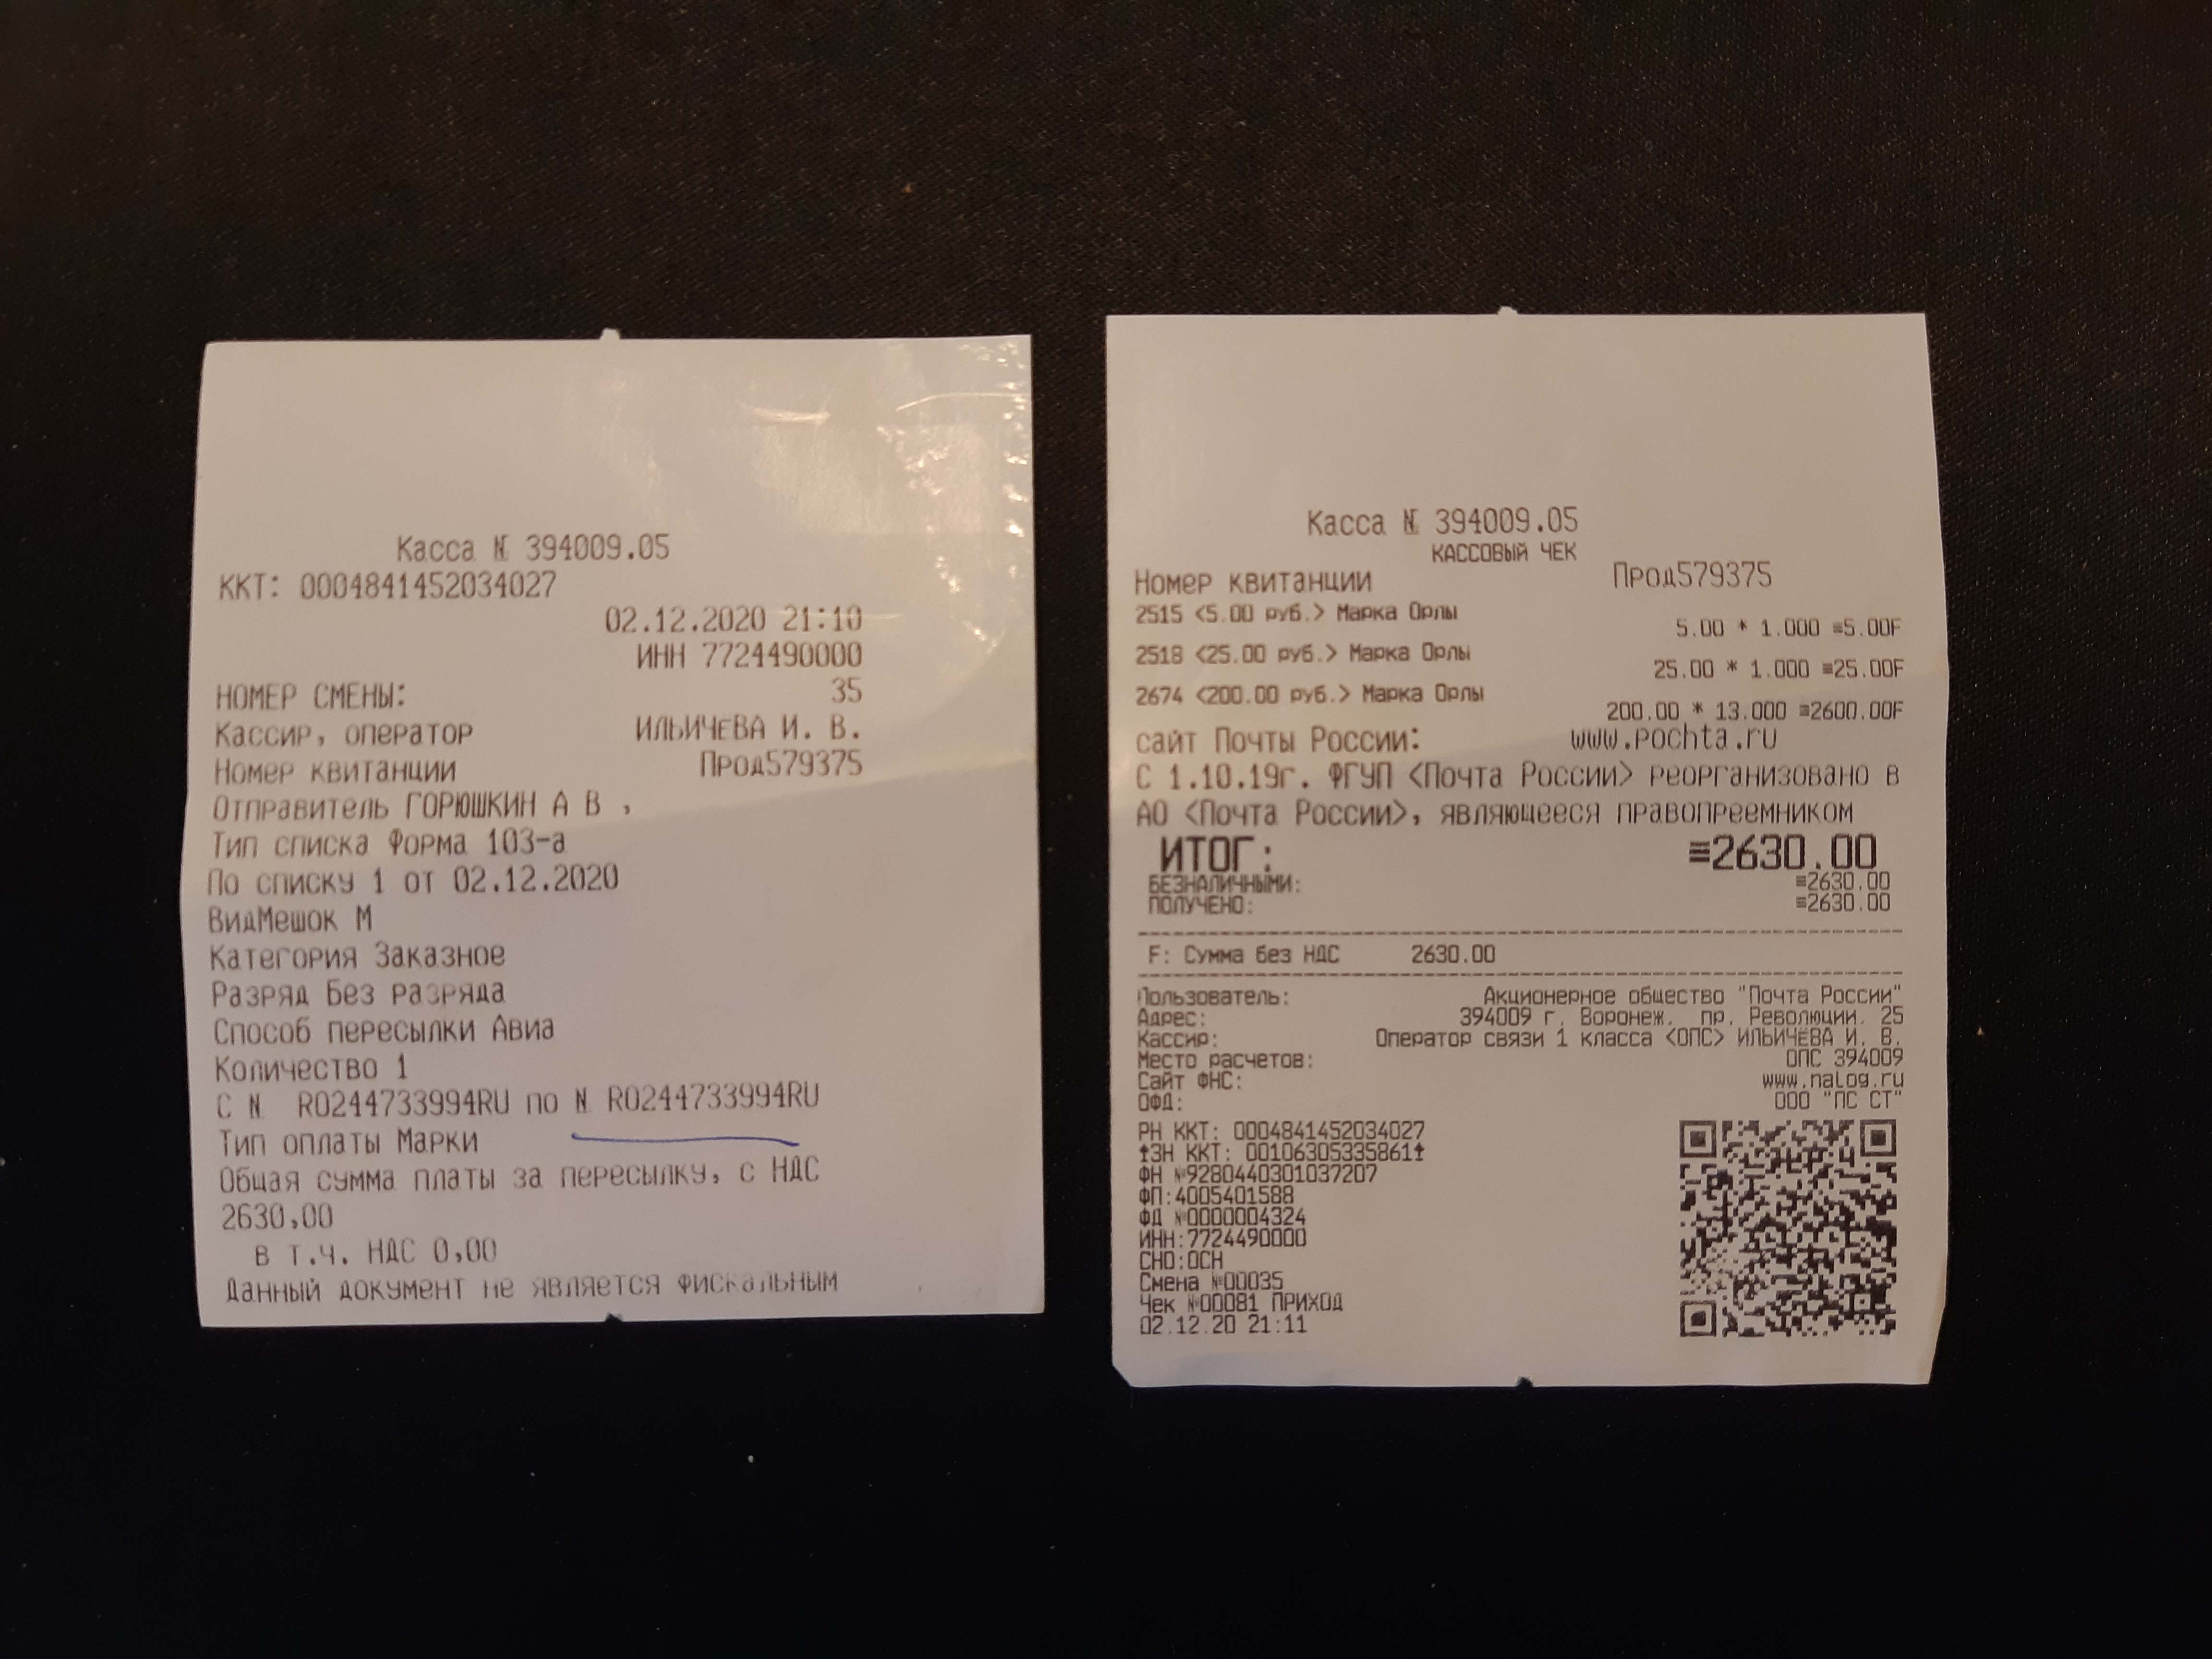 Касса № 394009.05
ККТ: 0004841452034027
02.12.2020 21:10
ИНН 7724490000
НОМЕР СМЕНЫ: 35
Кассир, оператор ИЛЬИЧЕВА И. В.
Номер квитанции Прод579375
Отправитель ГОРЮШКИН А В ,
Тип списка Форма 103-а
По списку 1 от 02.12.2020
ВидМешок М
Категория Заказное
Разряд Без разряда
Способ пересылки Авиа
Количество 1
С № RO244733994RU по № RO244733994RU
Тип оплаты Марки
Общая сумма платы за пересылку, с НДС
2630,00
в т.ч. НДС 0,00
Данный документ не является фискальным
Касса № 394009.05
КАССОВЫЙ ЧЕК
Номер квитанции Прод579375
2515 <5.00 руб.> Марка Орлы
5.00 * 1.000 ≡5.00F
2518 <25.00 руб.> Марка Орлы
25.00 * 1.000 ≡25.00F
2674 <200.00 руб.> Марка Орлы
200.00 * 13.000 ≡2600.00F
сайт Почты России: www.pochta.ru
С 1.10.19г. ФГУП <Почта России> реорганизовано в
АО <Почта России>, являющееся правопреемником
ИТОГ: ≡2630.00
БЕЗНАЛИЧНЫМИ: ≡2630.00
ПОЛУЧЕНО: ≡2630.00
F: Сумма без НДС 2630.00
Пользователь: Акционерное общество "Почта России"
Адрес: 394009 г. Воронеж, пр. Революции, 25
Кассир: Оператор связи 1 класса <ОПС> ИЛЬИЧЕВА И. В.
Место расчетов: ОПС 394009
Сайт ФНС: www.nalog.ru
ОФД: ООО "ПС СТ"
РН ККТ: 0004841452034027
↑ЗН ККТ: 00106305335861↑
ФН №9280440301037207
ФП:4005401588
ФД №0000004324
ИНН:7724490000
СНО:ОСН
Смена №00035
Чек №00081 ПРИХОД
02.12.20 21:11